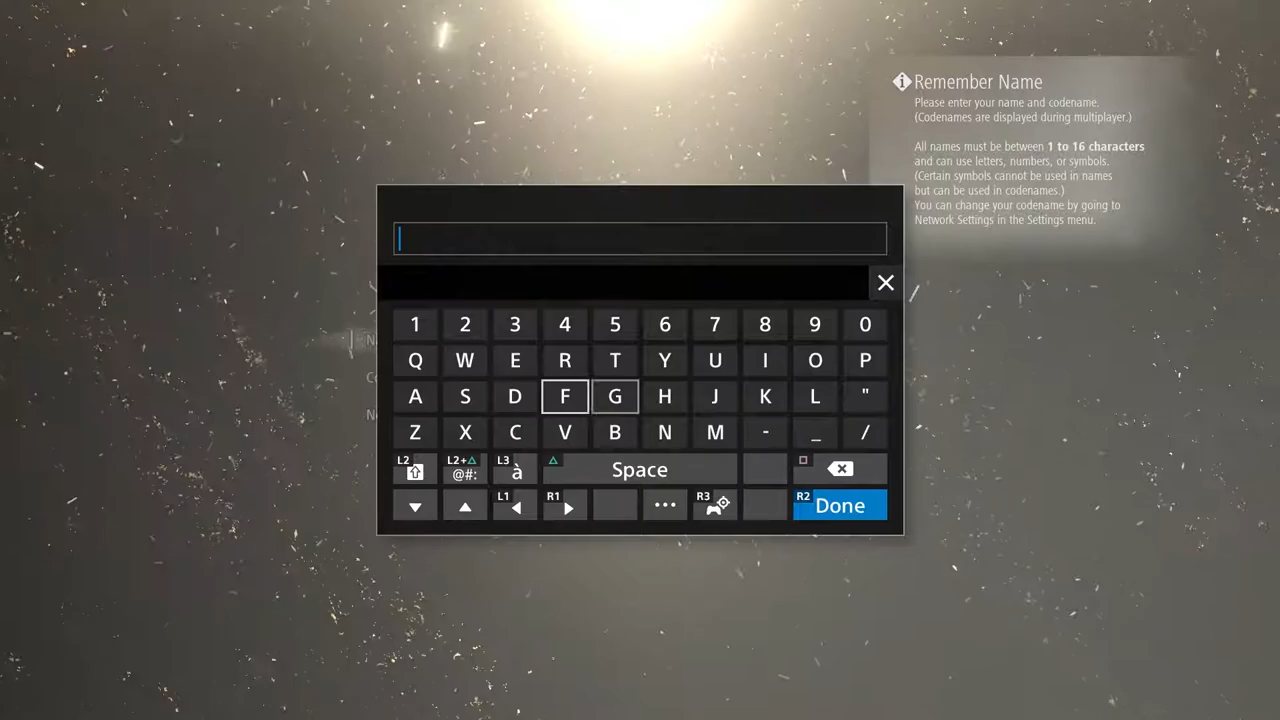 Remember Name
Please enter your name and codename.
(Codenames are displayed during multiplayer.)
All names must be between 1 to 16 characters
and can use letters, numbers, or symbols.
(Certain symbols cannot be used in names
but can be used in codenames.)
You can change your codename by going to
Network Settings in the Settings menu.
1 2 3 4 5 6 7 8 9 0
Q W E R T Y U I O P
A S D F G H J K L "
Z X C V B N M - _ /
L2 L2+△ @#: L3 à △ Space □
L1 R1 ... R3 R2 Done